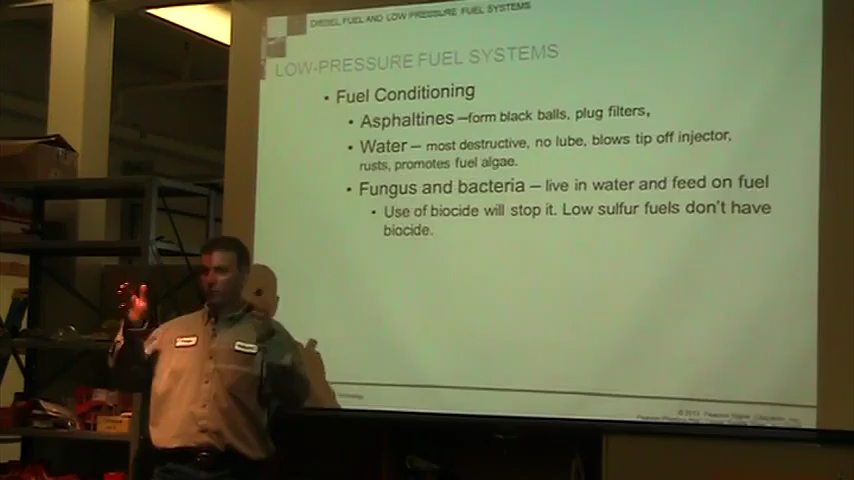 DIESEL FUEL AND LOW PRESSURE FUEL SYSTEMS
LOW-PRESSURE FUEL SYSTEMS
• Fuel Conditioning
• Asphaltines – form black balls, plug filters,
• Water – most destructive, no lube, blows tip off injector,
rusts, promotes fuel algae.
• Fungus and bacteria – live in water and feed on fuel
• Use of biocide will stop it. Low sulfur fuels don't have
biocide.